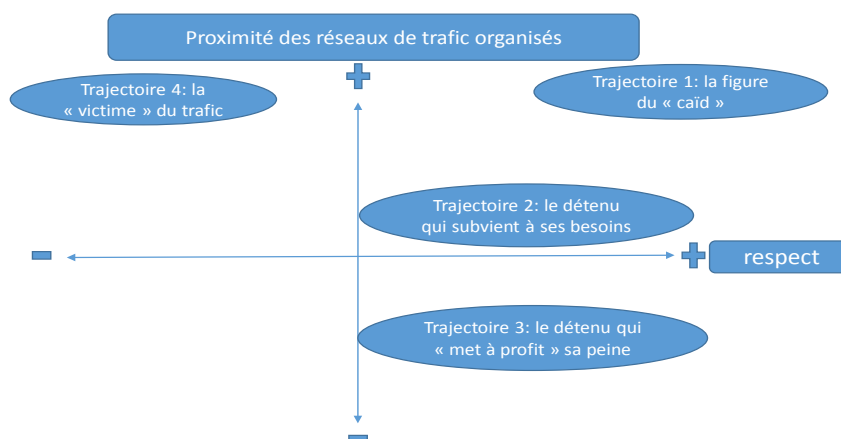 Proximité des réseaux de trafic organisés
Trajectoire 4: la
« victime » du trafic
Trajectoire 1: la figure
du « caïd »
Trajectoire 2: le détenu
qui subvient à ses besoins
respect
Trajectoire 3: le détenu qui
« met à profit » sa peine